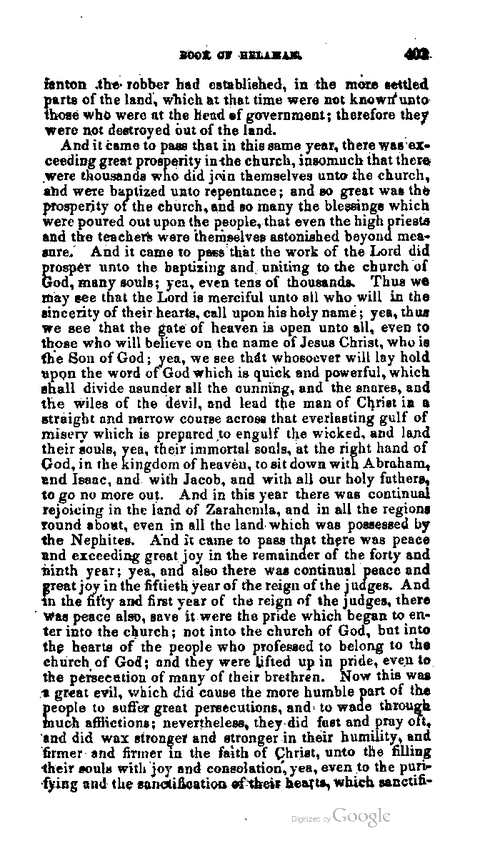 BOOK OF HELAMAN. 403
fanton the robber had established, in the more settled
parts of the land, which at that time were not known unto
those who were at the head of government; therefore they
were not destroyed out of the land.
And it came to pass that in this same year, there was ex-
ceeding great prosperity in the church, insomuch that there
were thousands who did join themselves unto the church,
and were baptized unto repentance; and so great was the
prosperity of the church, and so many the blessings which
were poured out upon the people, that even the high priests
and the teachers were themselves astonished beyond mea-
sure. And it came to pass that the work of the Lord did
prosper unto the baptizing and uniting to the church of
God, many souls; yea, even tens of thousands. Thus we
may see that the Lord is merciful unto all who will in the
sincerity of their hearts, call upon his holy name; yea, thus
we see that the gate of heaven is open unto all, even to
those who will believe on the name of Jesus Christ, who is
the Son of God; yea, we see that whosoever will lay hold
upon the word of God which is quick and powerful, which
shall divide asunder all the cunning, and the snares, and
the wiles of the devil, and lead the man of Christ in a
straight and narrow course across that everlasting gulf of
misery which is prepared to engulf the wicked, and land
their souls, yea, their immortal souls, at the right hand of
God, in the kingdom of heaven, to sit down with Abraham,
and Isaac, and with Jacob, and with all our holy fathers,
to go no more out. And in this year there was continual
rejoicing in the land of Zarahemla, and in all the regions
round about, even in all the land which was possessed by
the Nephites. And it came to pass that there was peace
and exceeding great joy in the remainder of the forty and
ninth year; yea, and also there was continual peace and
great joy in the fiftieth year of the reign of the judges. And
in the fifty and first year of the reign of the judges, there
was peace also, save it were the pride which began to en-
ter into the church; not into the church of God, but into
the hearts of the people who professed to belong to the
church of God; and they were lifted up in pride, even to
the persecution of many of their brethren. Now this was
a great evil, which did cause the more humble part of the
people to suffer great persecutions, and to wade through
much afflictions; nevertheless, they did fast and pray oft,
and did wax stronger and stronger in their humility, and
firmer and firmer in the faith of Christ, unto the filling
their souls with joy and consolation, yea, even to the puri-
fying and the sanctification of their hearts, which sanctifi-
Digitized by Google